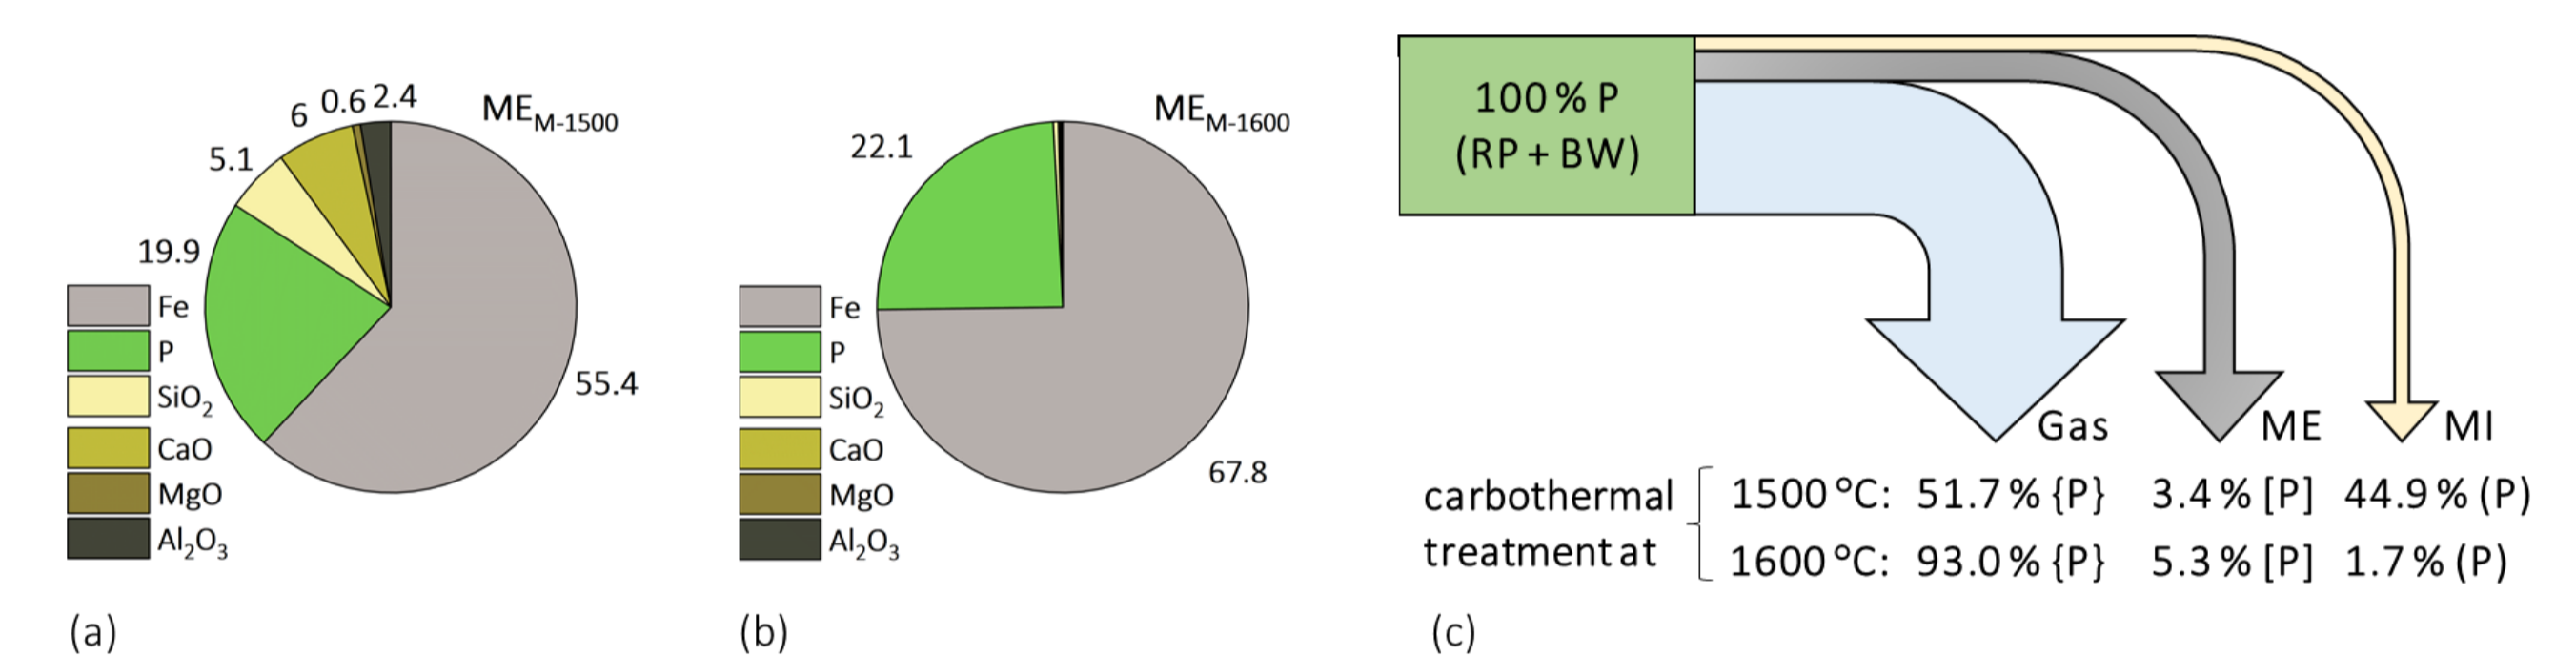 ME M-1500
6 0.6 2.4
5.1
19.9
55.4
Fe
P
SiO2
CaO
MgO
Al2O3
(a)
ME M-1600
22.1
67.8
Fe
P
SiO2
CaO
MgO
Al2O3
(b)
100 % P
(RP + BW)
Gas ME MI
carbothermal
treatment at
1500 °C: 51.7 % {P} 3.4 % [P] 44.9 % (P)
1600 °C: 93.0 % {P} 5.3 % [P] 1.7 % (P)
(c)